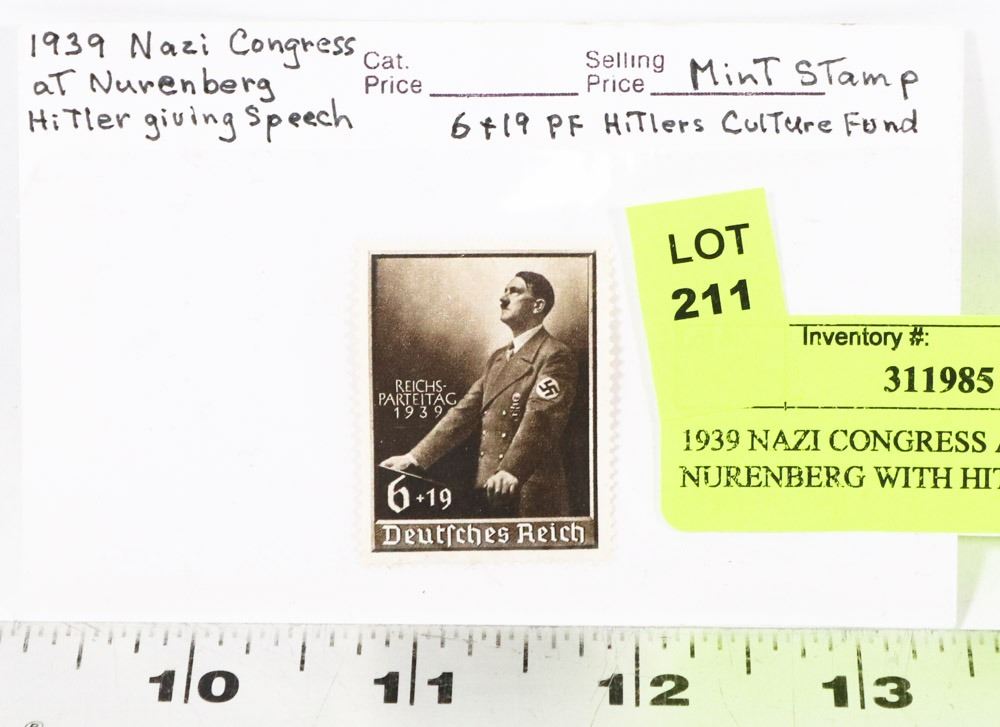 1939 Nazi Congress
at Nurenberg
Hitler giving Speech
Cat.
Price
Selling
Price
Mint Stamp
6+19 PF Hitlers Culture Fund
LOT
211
Inventory #:
311985
1939 NAZI CONGRESS
NURENBERG WITH HIT
REICHS-
PARTEITAG
1939
6+19
Deutsches Reich
10 11 12 13